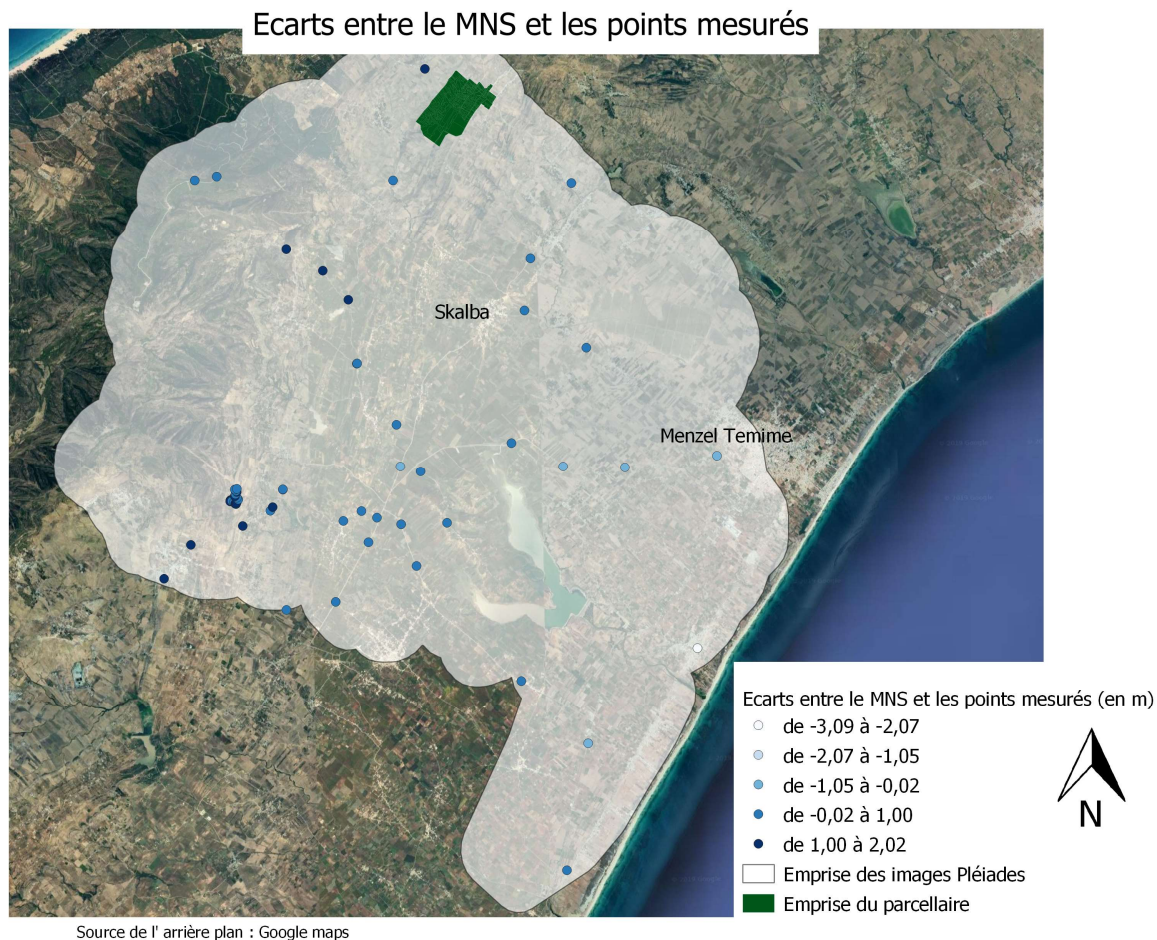 Ecarts entre le MNS et les points mesurés
Skalba
Menzel Temime
Ecarts entre le MNS et les points mesurés (en m)
de -3,09 à -2,07
de -2,07 à -1,05
de -1,05 à -0,02
de -0,02 à 1,00
de 1,00 à 2,02
Emprise des images Pléiades
Emprise du parcellaire
N
Source de l' arrière plan : Google maps